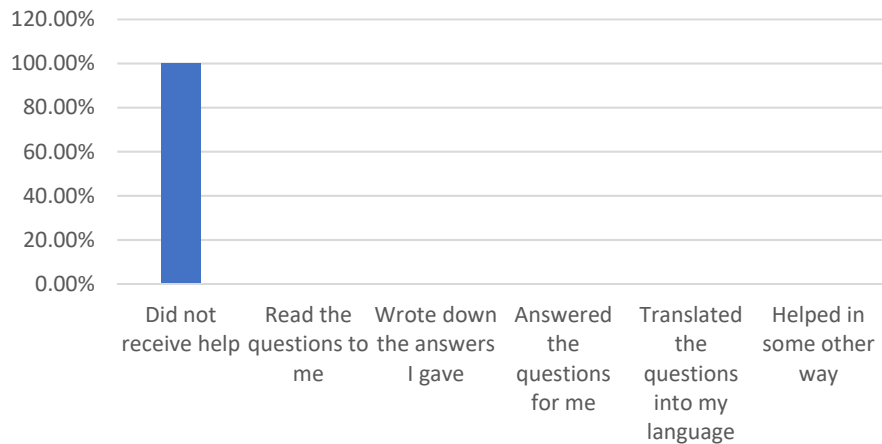 120.00%
100.00%
80.00%
60.00%
40.00%
20.00%
0.00%
Did not
receive help
Read the
questions to
me
Wrote down
the answers
I gave
Answered
the
questions
for me
Translated
the
questions
into my
language
Helped in
some other
way